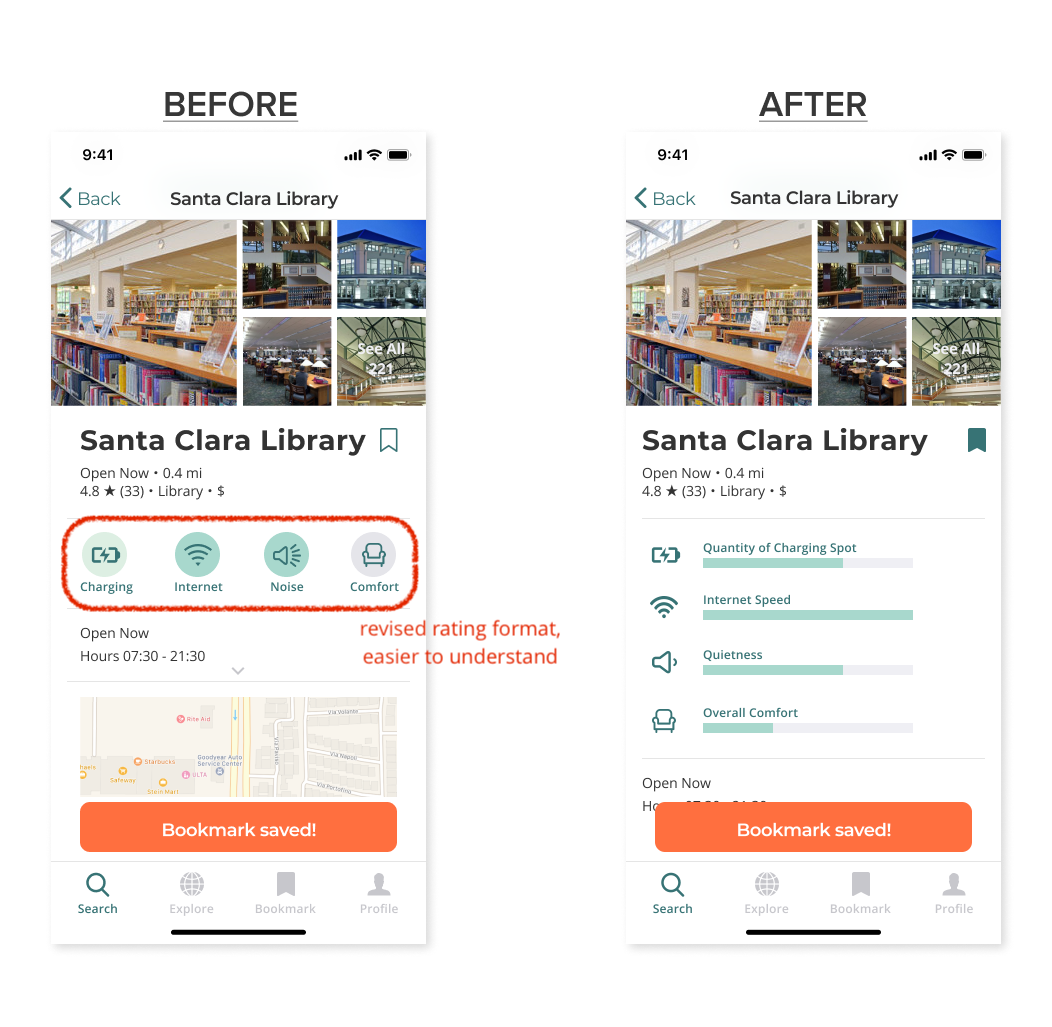 BEFORE
9:41
Back
Santa Clara Library
See All
221
Santa Clara Library
Open Now • 0.4 mi
4.8 ★ (33) • Library • $
Charging
Internet
Noise
Comfort
revised rating format,
easier to understand
Open Now
Hours 07:30 - 21:30
Rite Aid
Via Volante
Via Pavino
Via Napoli
Via Portofino
haels
Starbucks
Safeway
Goodyear Auto
Service Center
ULTA
Stein Mart
Bookmark saved!
Search
Explore
Bookmark
Profile
AFTER
9:41
Back
Santa Clara Library
See All
221
Santa Clara Library
Open Now • 0.4 mi
4.8 ★ (33) • Library • $
Quantity of Charging Spot
Internet Speed
Quietness
Overall Comfort
Open Now
Bookmark saved!
Search
Explore
Bookmark
Profile